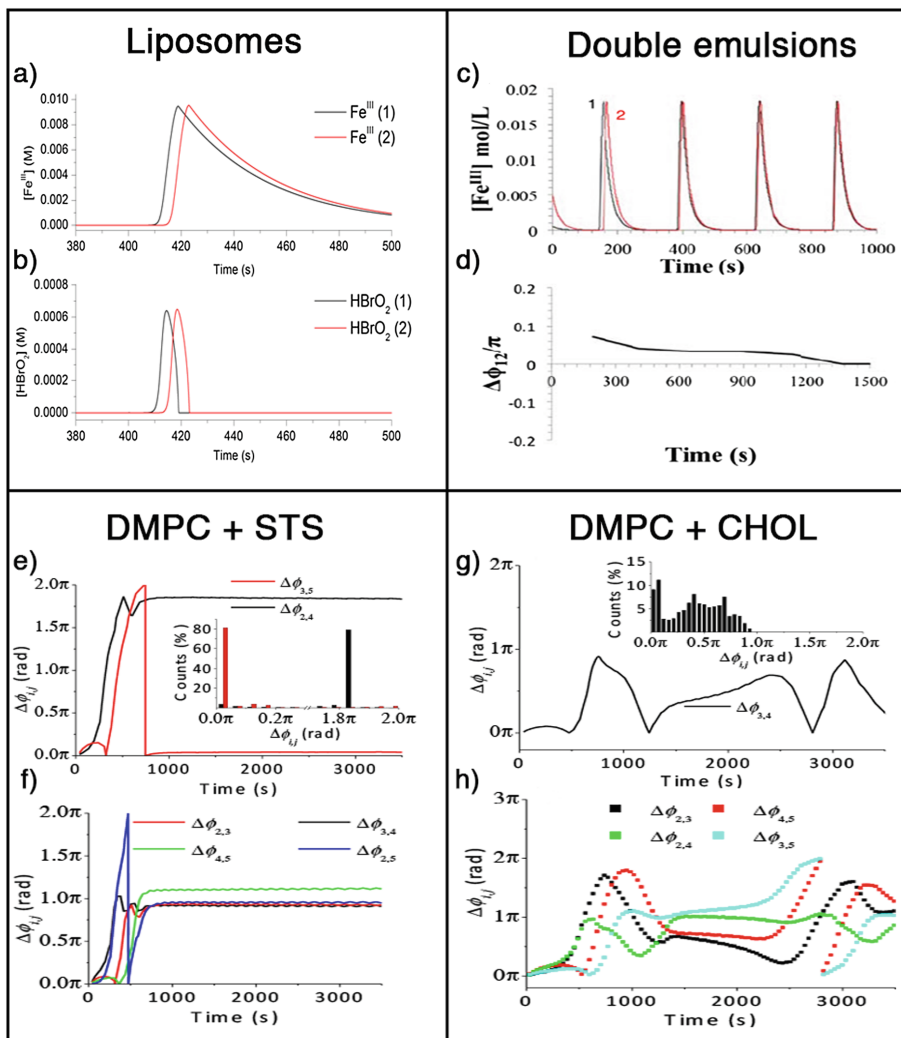 Liposomes
a)
[Fe^III] (M)
0.010
0.008
0.006
0.004
0.002
0.000
Fe^III (1)
Fe^III (2)
380 400 420 440 460 480 500
Time (s)
b)
[HBrO₂] (M)
0.0008
0.0006
0.0004
0.0002
0.0000
HBrO₂ (1)
HBrO₂ (2)
380 400 420 440 460 480 500
Time (s)
Double emulsions
c)
[Fe^III] mol/L
0.02
0.015
0.01
0.005
0
1
2
0 200 400 600 800 1000
Time (s)
d)
Δϕ₁₂/π
0.2
0.1
0
-0.1
-0.2
0 300 600 900 1200 1500
Time (s)
DMPC + STS
e)
Δϕi,j (rad)
2.0π
1.5π
1.0π
0.5π
0.0π
Δϕ3,5
Δϕ2,4
Counts (%)
80
60
40
20
0.0π 0.2π 1.8π 2.0π
Δϕi,j (rad)
0 1000 2000 3000
Time (s)
f)
Δϕi,j (rad)
2.0π
1.5π
1.0π
0.5π
0.0π
Δϕ2,3 Δϕ3,4
Δϕ4,5 Δϕ2,5
0 1000 2000 3000
Time (s)
DMPC + CHOL
g)
Δϕi,j (rad)
2π
1π
0π
Counts (%)
15
10
5
0
0.0π 0.5π 1.0π 1.5π 2.0π
Δϕi,j (rad)
Δϕ3,4
0 1000 2000 3000
Time (s)
h)
Δϕi,j (rad)
3π
2π
1π
0π
Δϕ2,3 Δϕ4,5
Δϕ2,4 Δϕ3,5
0 1000 2000 3000
Time (s)